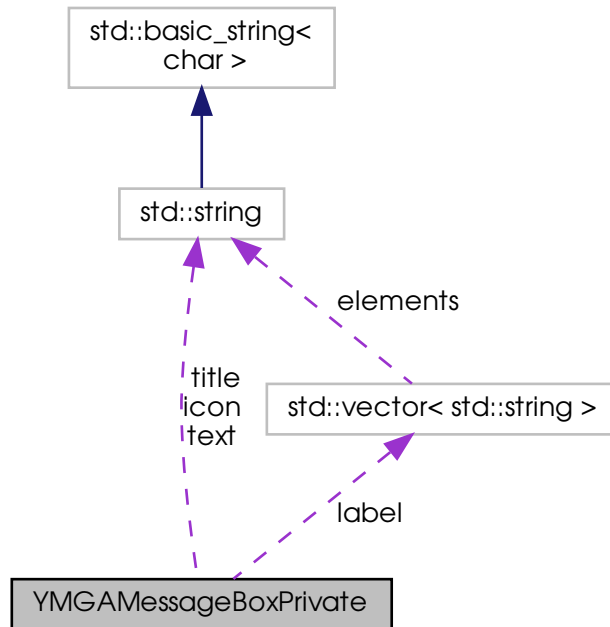 std::basic_string<
char >
std::string
elements
title
icon
text
std::vector< std::string >
label
YMGAMessageBoxPrivate